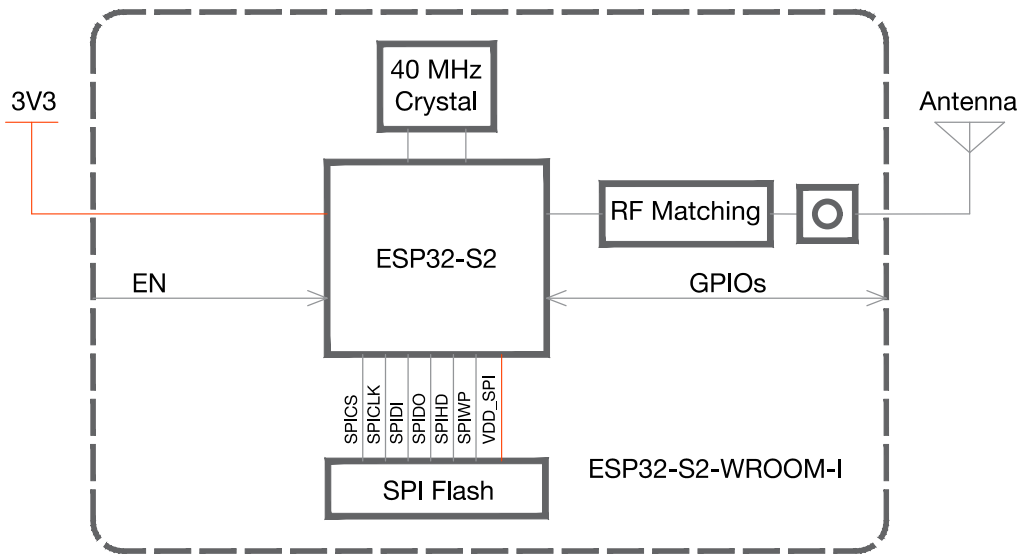 40 MHz
Crystal
3V3
Antenna
RF Matching
ESP32-S2
EN
GPIOs
SPICS
SPICLK
SPIDI
SPIDO
SPIHD
SPIWP
VDD_SPI
ESP32-S2-WROOM-I
SPI Flash